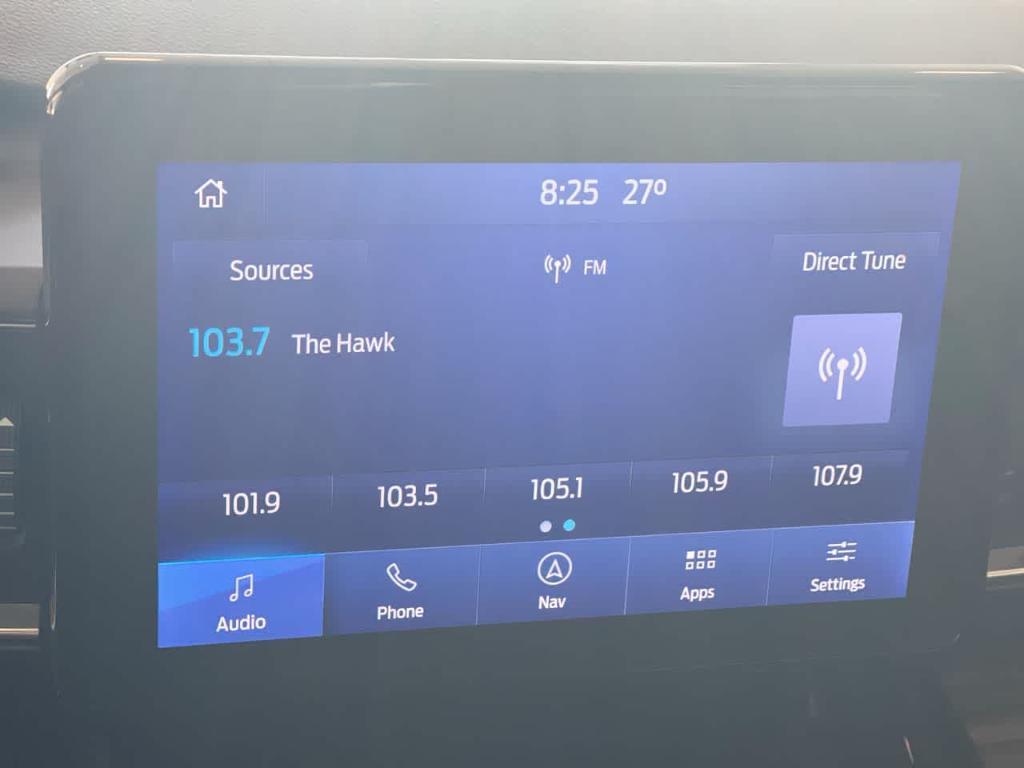 8:25 27º
Sources
FM
Direct Tune
103.7 The Hawk
101.9 103.5 105.1 105.9 107.9
Audio Phone Nav Apps Settings